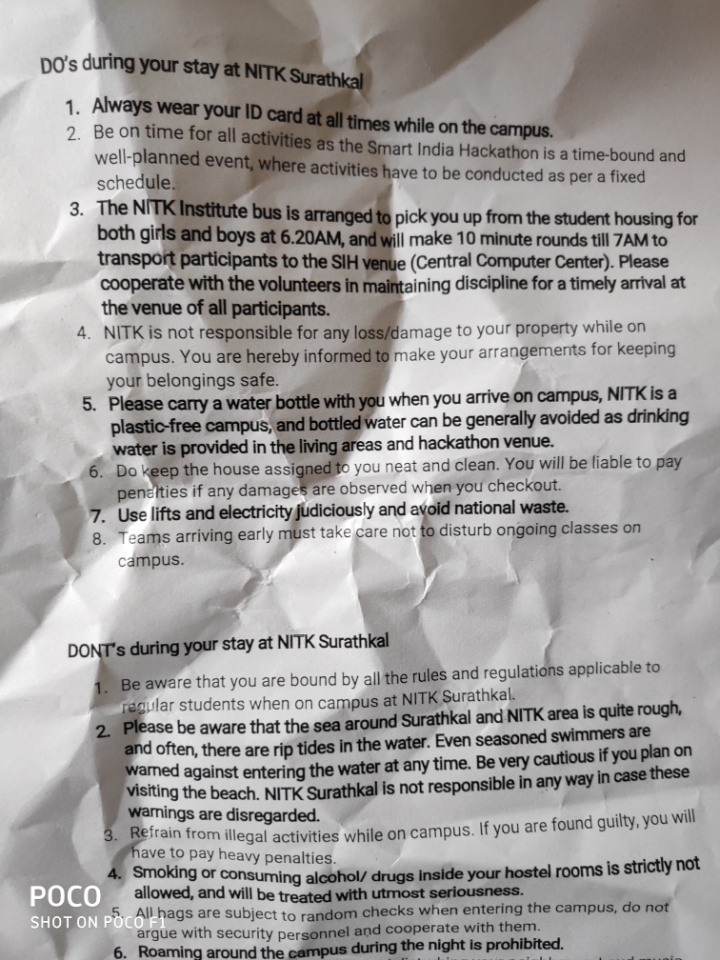 DO's during your stay at NITK Surathkal
1. Always wear your ID card at all times while on the campus.
2. Be on time for all activities as the Smart India Hackathon is a time-bound and
well-planned event, where activities have to be conducted as per a fixed
schedule.
3. The NITK Institute bus is arranged to pick you up from the student housing for
both girls and boys at 6.20AM, and will make 10 minute rounds till 7AM to
transport participants to the SIH venue (Central Computer Center). Please
cooperate with the volunteers in maintaining discipline for a timely arrival at
the venue of all participants.
4. NITK is not responsible for any loss/damage to your property while on
campus. You are hereby informed to make your arrangements for keeping
your belongings safe.
5. Please carry a water bottle with you when you arrive on campus, NITK is a
plastic-free campus, and bottled water can be generally avoided as drinking
water is provided in the living areas and hackathon venue.
6. Do keep the house assigned to you neat and clean. You will be liable to pay
penalties if any damages are observed when you checkout.
7. Use lifts and electricity judiciously and avoid national waste.
8. Teams arriving early must take care not to disturb ongoing classes on
campus.
DONT's during your stay at NITK Surathkal
1. Be aware that you are bound by all the rules and regulations applicable to
regular students when on campus at NITK Surathkal.
2. Please be aware that the sea around Surathkal and NITK area is quite rough,
and often, there are rip tides in the water. Even seasoned swimmers are
warned against entering the water at any time. Be very cautious if you plan on
visiting the beach. NITK Surathkal is not responsible in any way in case these
warnings are disregarded.
3. Refrain from illegal activities while on campus. If you are found guilty, you will
have to pay heavy penalties.
4. Smoking or consuming alcohol/ drugs inside your hostel rooms is strictly not
allowed, and will be treated with utmost seriousness.
5. All bags are subject to random checks when entering the campus, do not
argue with security personnel and cooperate with them.
6. Roaming around the campus during the night is prohibited.
POCO
SHOT ON POCO F1